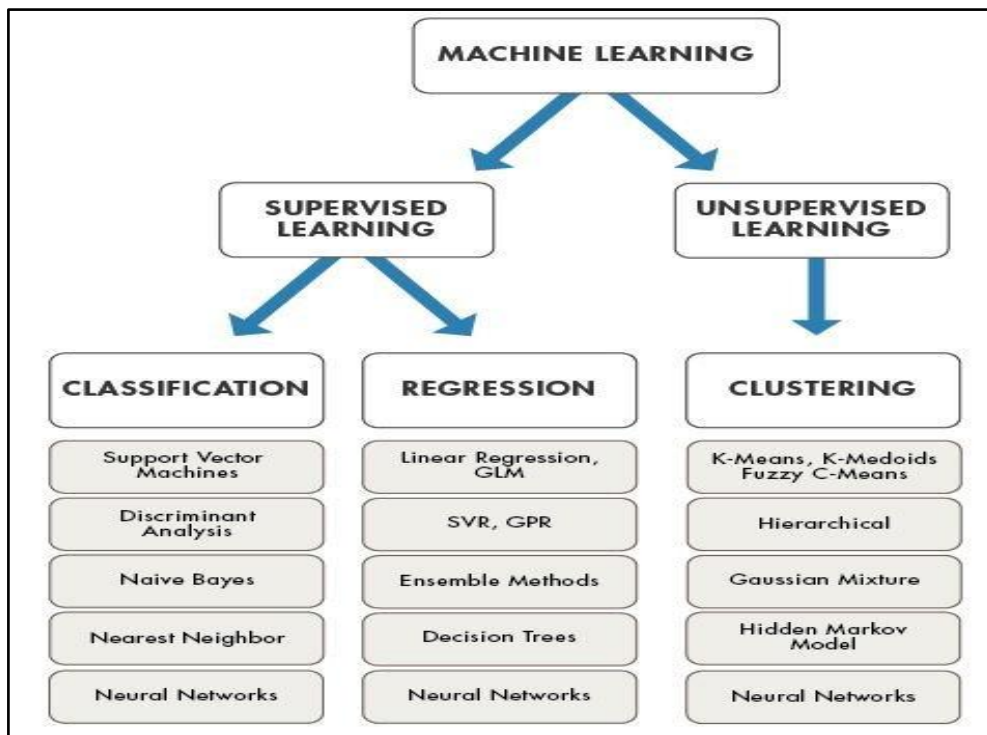 MACHINE LEARNING
SUPERVISED
LEARNING
UNSUPERVISED
LEARNING
CLASSIFICATION
Support Vector
Machines
Discriminant
Analysis
Naive Bayes
Nearest Neighbor
Neural Networks
REGRESSION
Linear Regression,
GLM
SVR, GPR
Ensemble Methods
Decision Trees
Neural Networks
CLUSTERING
K-Means, K-Medoids
Fuzzy C-Means
Hierarchical
Gaussian Mixture
Hidden Markov
Model
Neural Networks